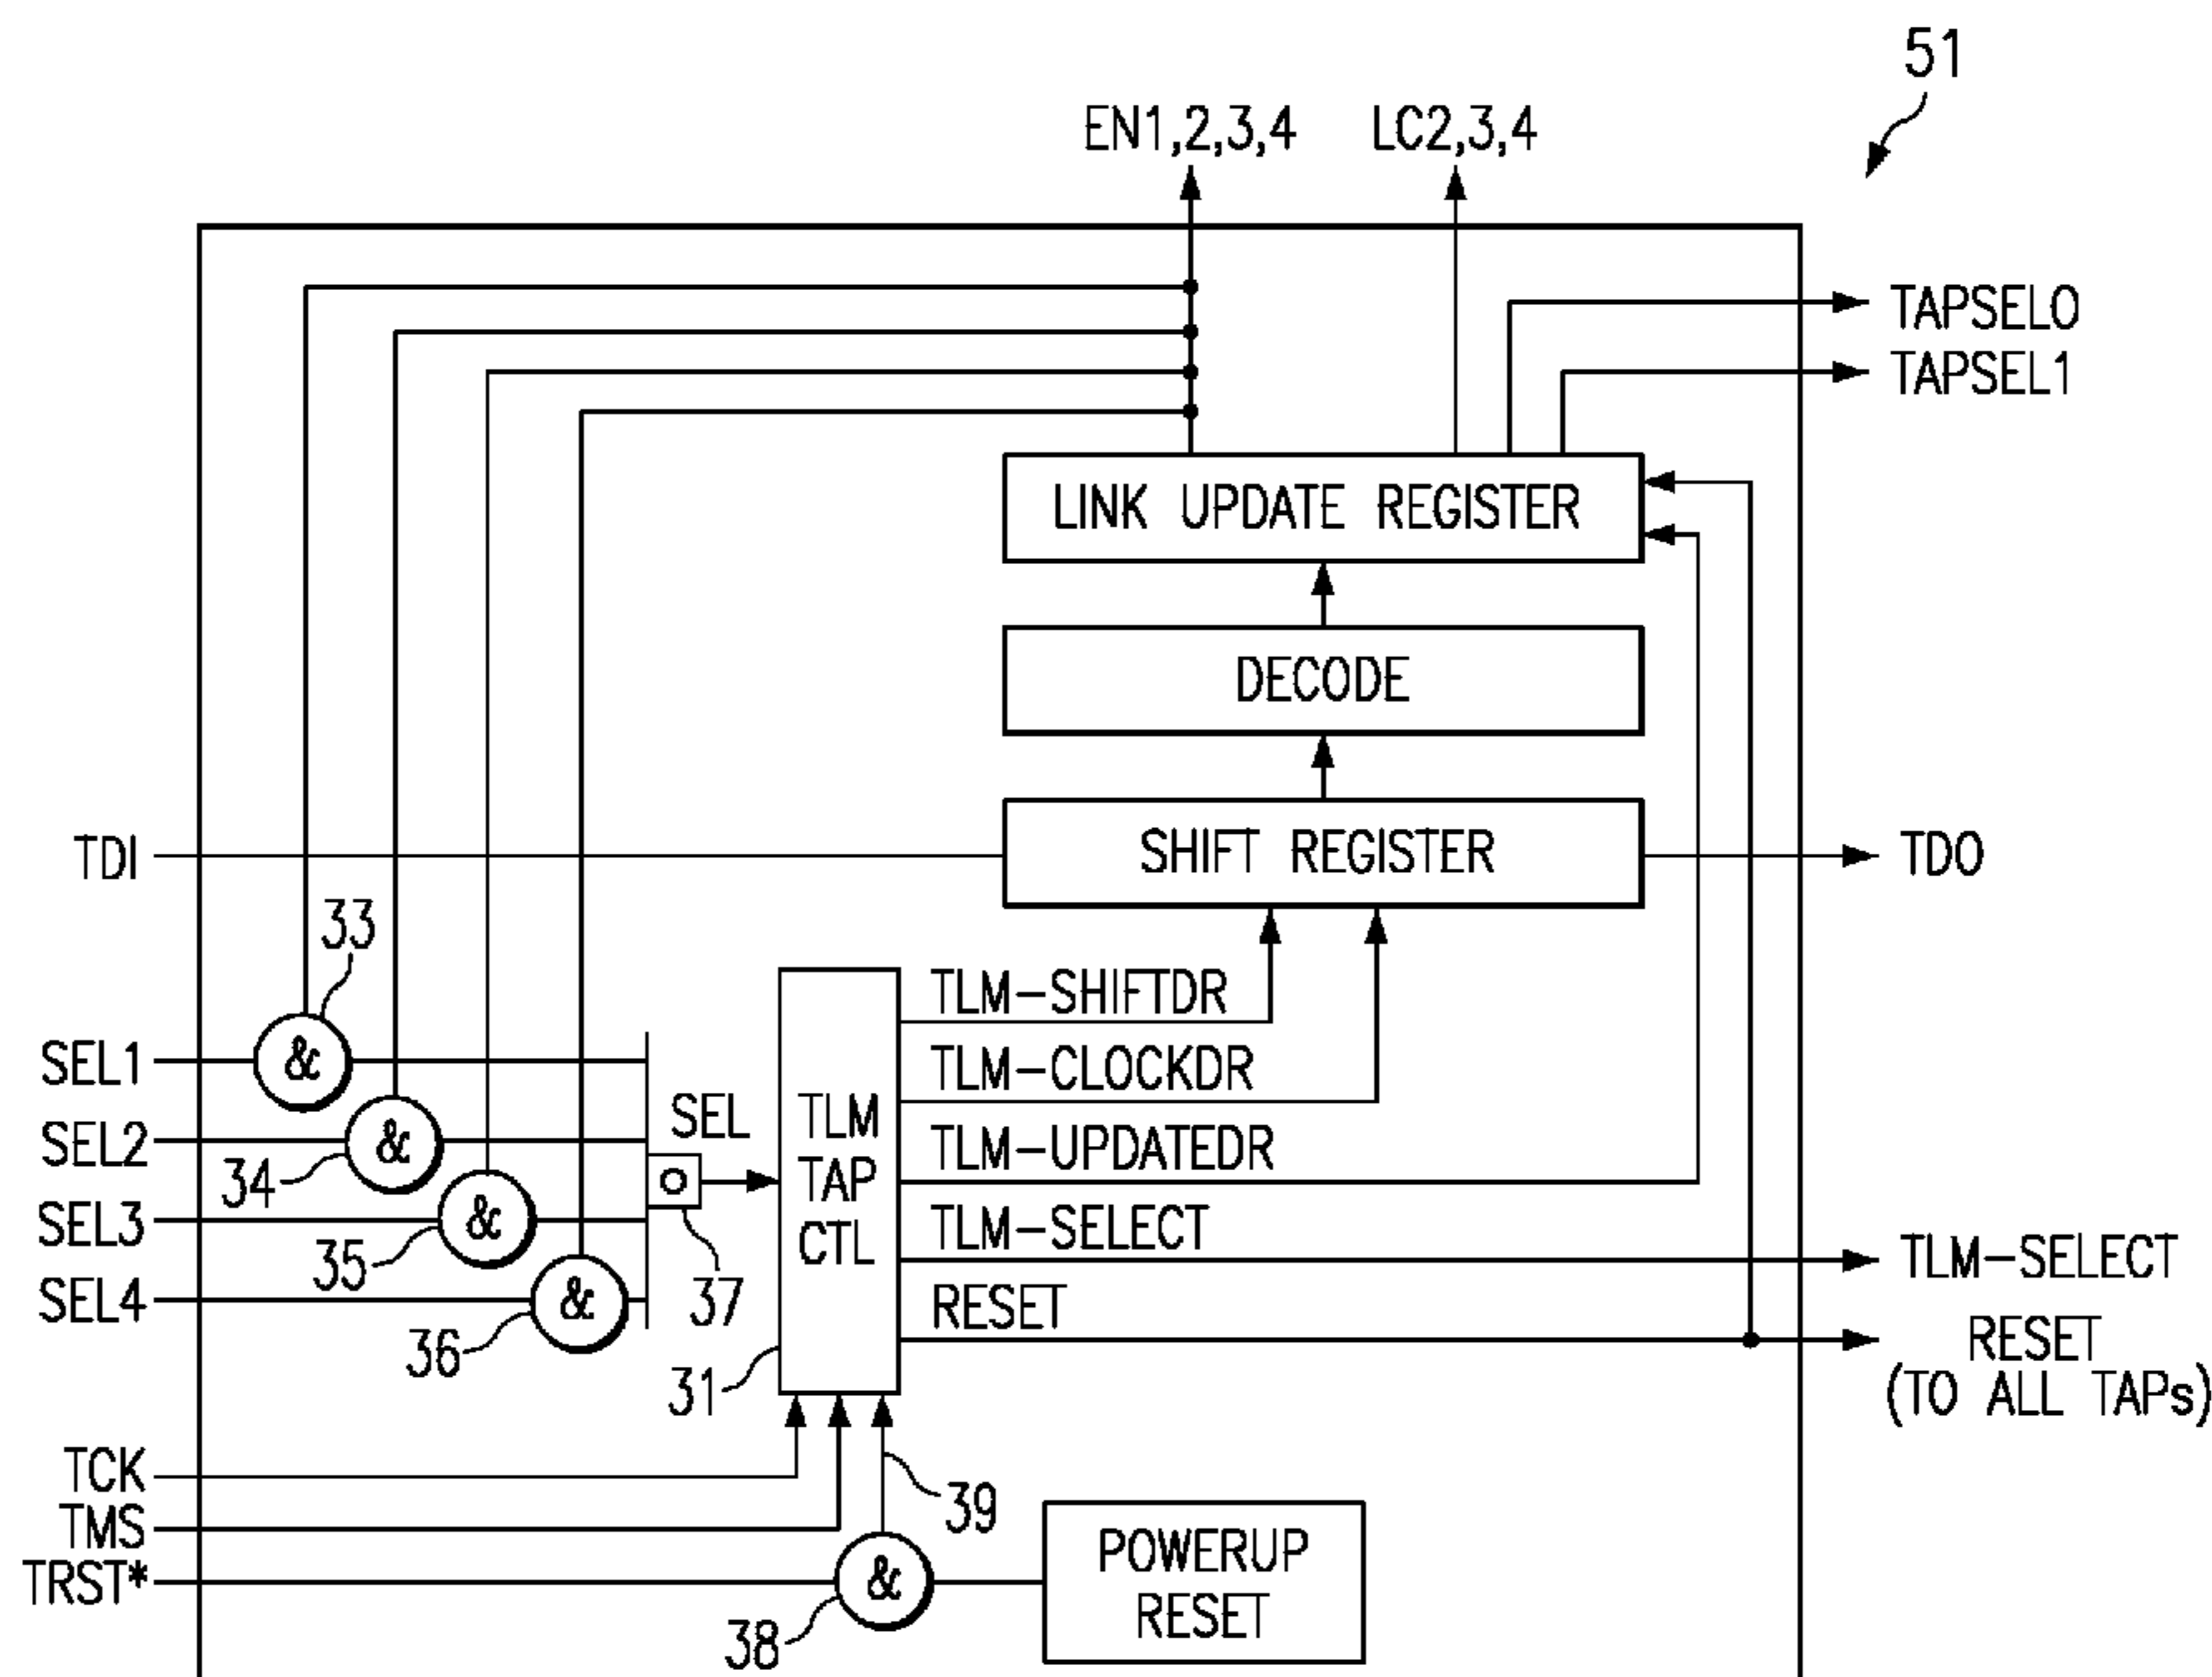 51
EN1,2,3,4
LC2,3,4
TAPSEL0
TAPSEL1
LINK UPDATE REGISTER
DECODE
TDI
SHIFT REGISTER
TDO
33
&
SEL1
34
&
SEL2
35
&
SEL3
36
&
SEL4
SEL
37
TLM
TAP
CTL
31
TLM-SHIFTDR
TLM-CLOCKDR
TLM-UPDATEDR
TLM-SELECT
RESET
TLM-SELECT
RESET
(TO ALL TAPs)
TCK
TMS
TRST*
39
&
38
POWERUP
RESET